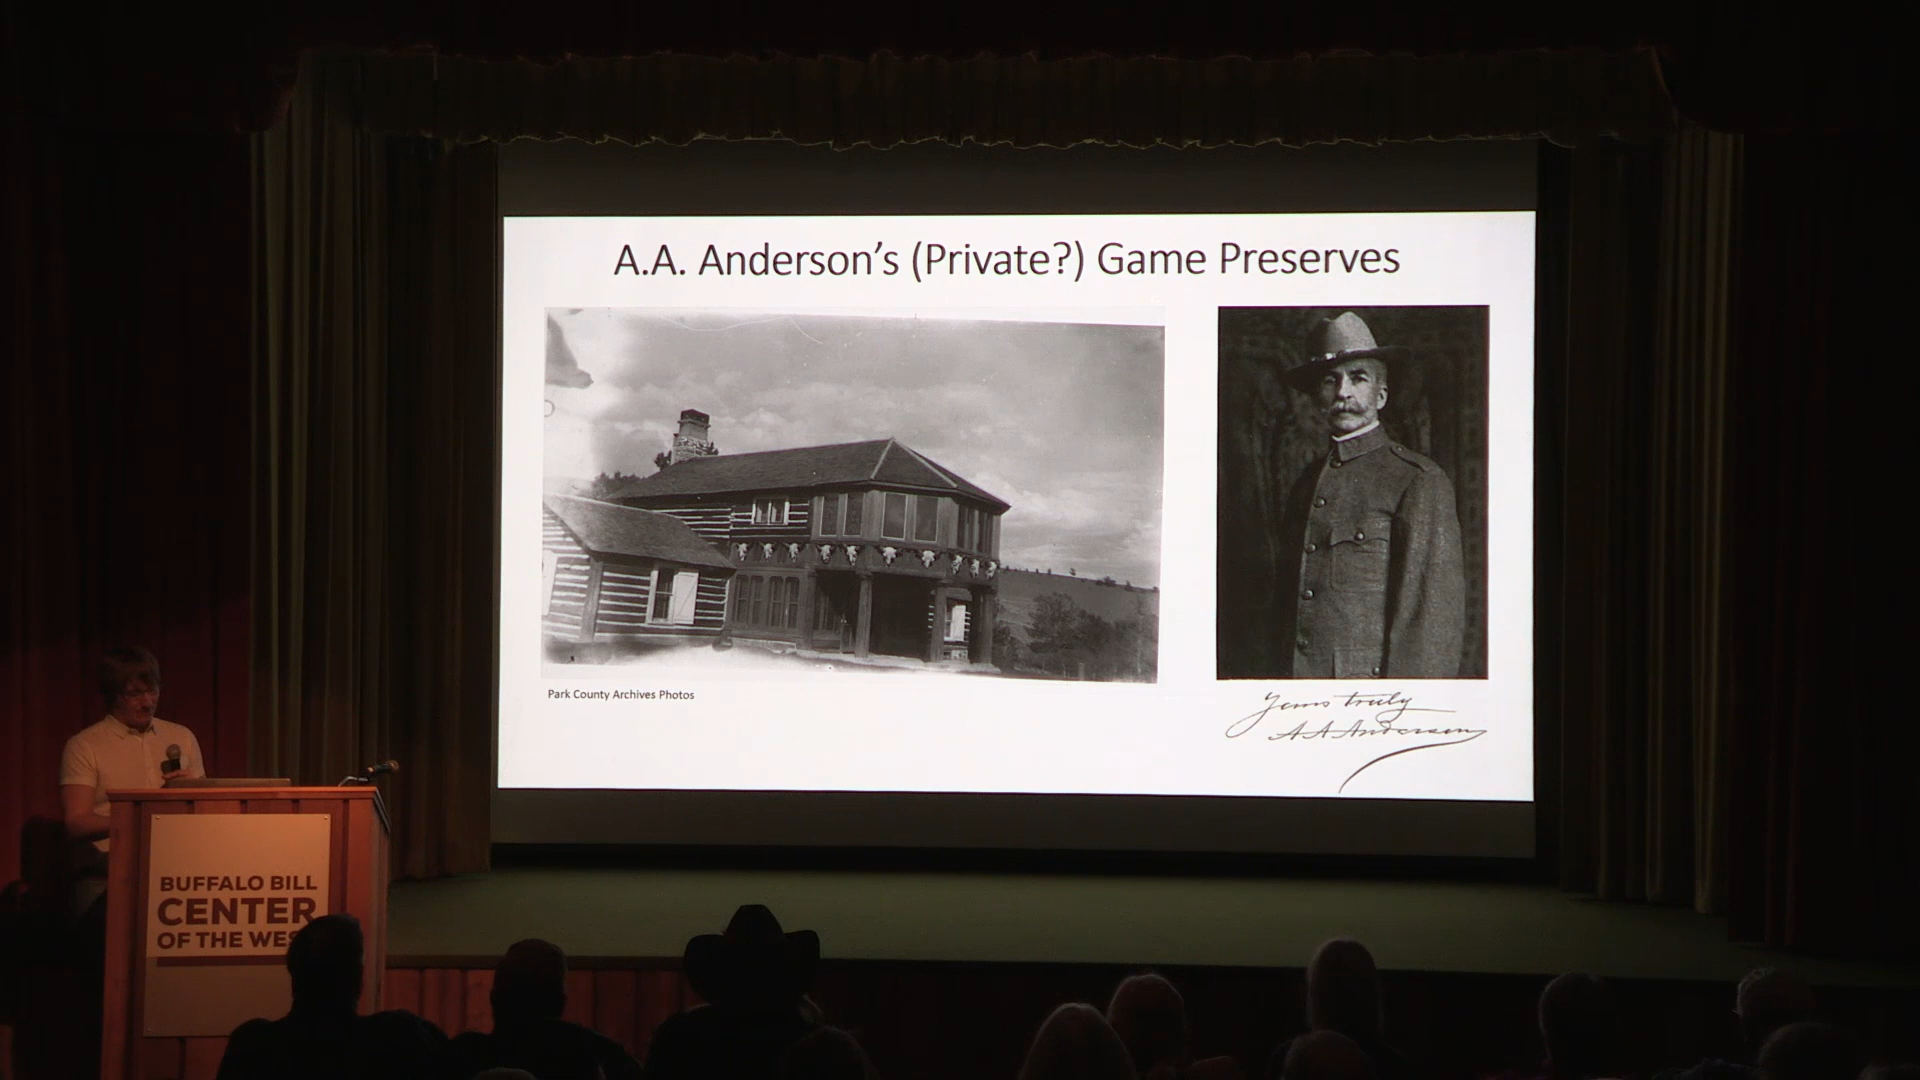 A.A. Anderson's (Private?) Game Preserves
Park County Archives Photos
Yours truly
A A Anderson
BUFFALO BILL
CENTER
OF THE WES